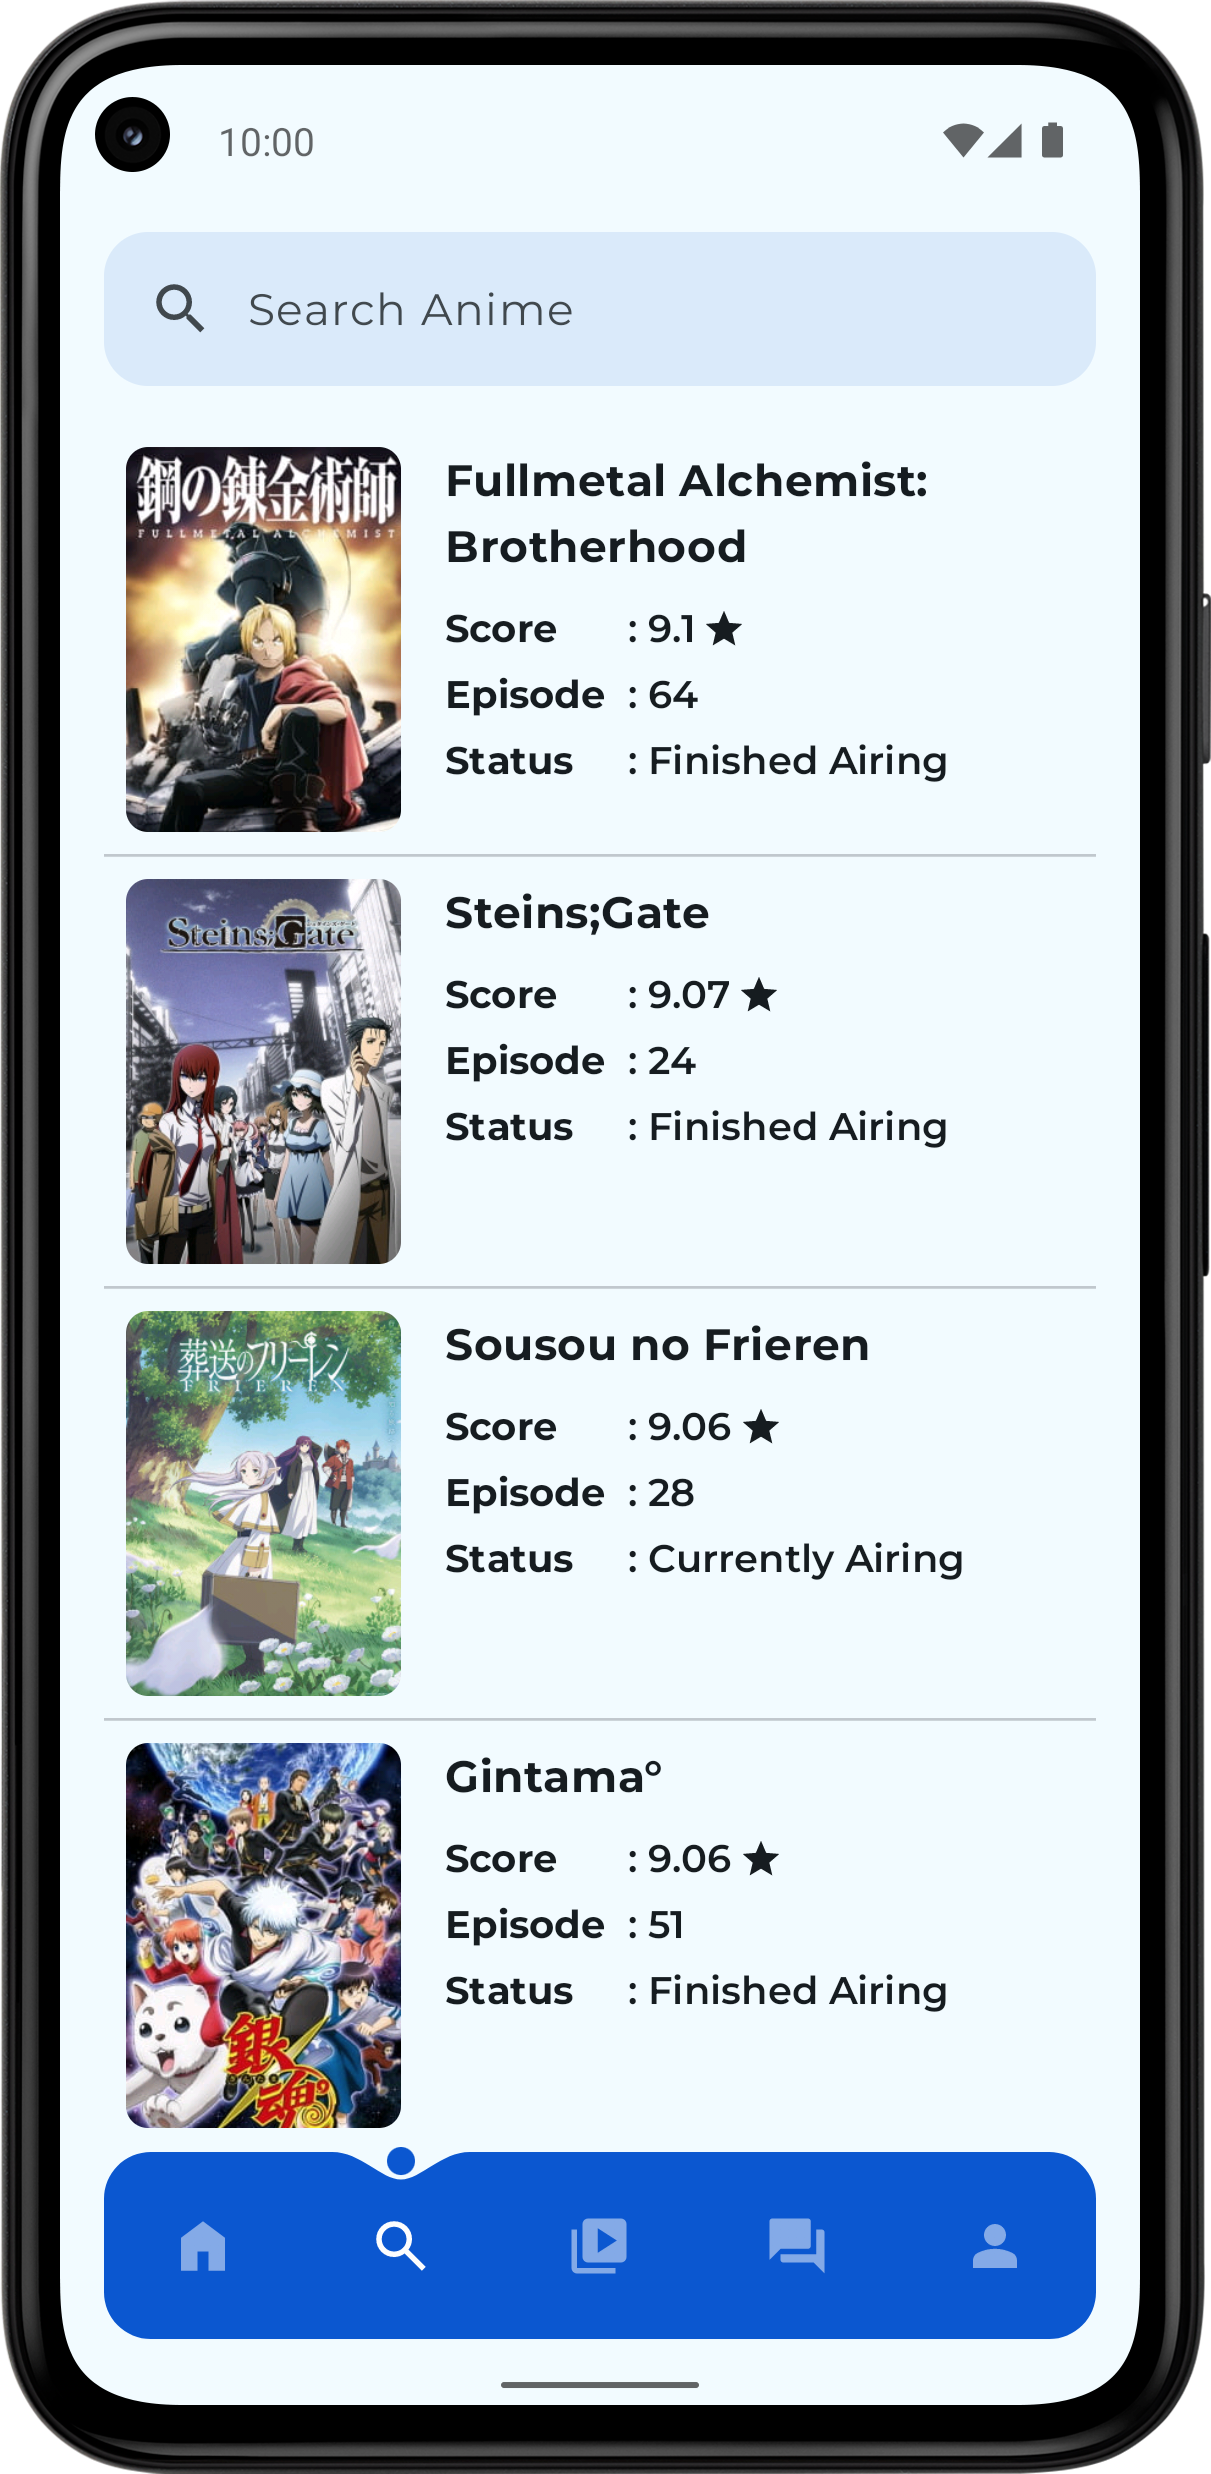 10:00
Search Anime
鋼の錬金術師
FULLMETAL ALCHEMIST
Fullmetal Alchemist:
Brotherhood
Score : 9.1
Episode : 64
Status : Finished Airing
Steins;Gate
Steins;Gate
Score : 9.07
Episode : 24
Status : Finished Airing
葬送のフリーレン
FRIEREN
Sousou no Frieren
Score : 9.06
Episode : 28
Status : Currently Airing
Gintama°
Score : 9.06
Episode : 51
Status : Finished Airing
銀
魂°